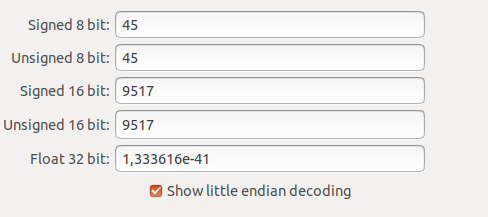 Signed 8 bit: 45
Unsigned 8 bit: 45
Signed 16 bit: 9517
Unsigned 16 bit: 9517
Float 32 bit: 1,333616e-41
Show little endian decoding